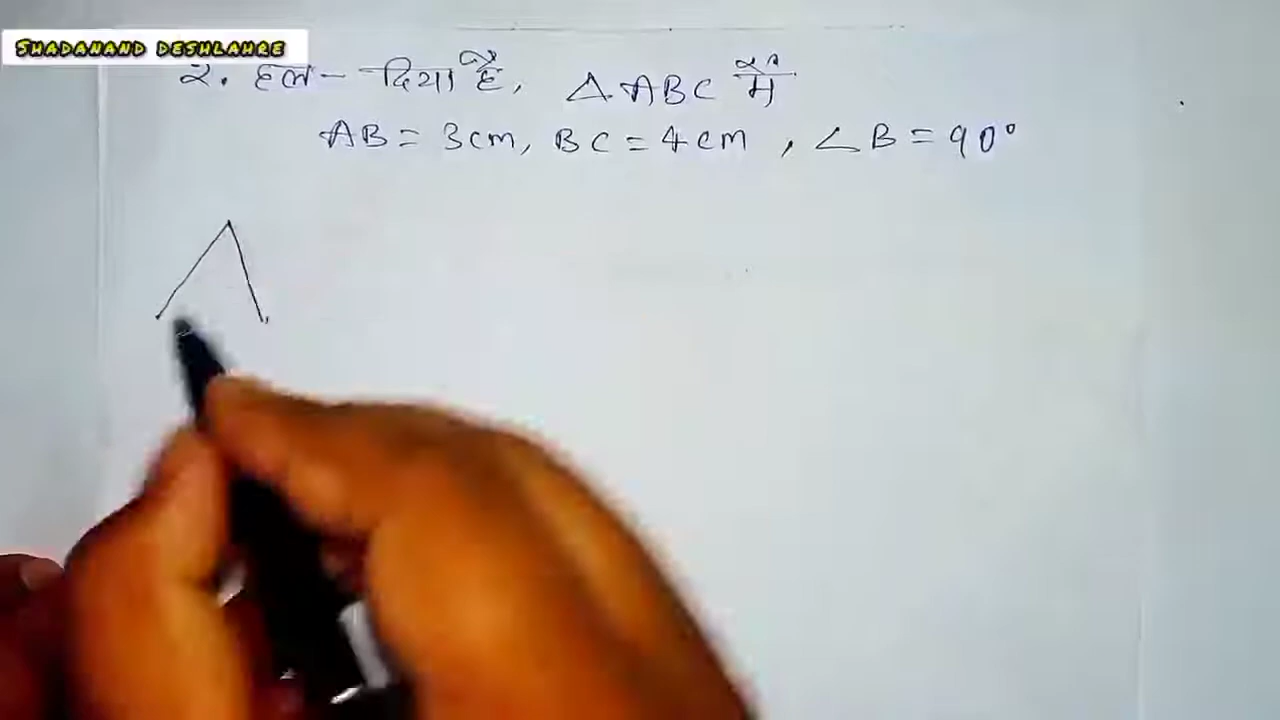 SHADANAND DESHLAHRE
2. हल - दिया है, △ ABC में
AB = 3cm, BC = 4cm , ∠B = 90°